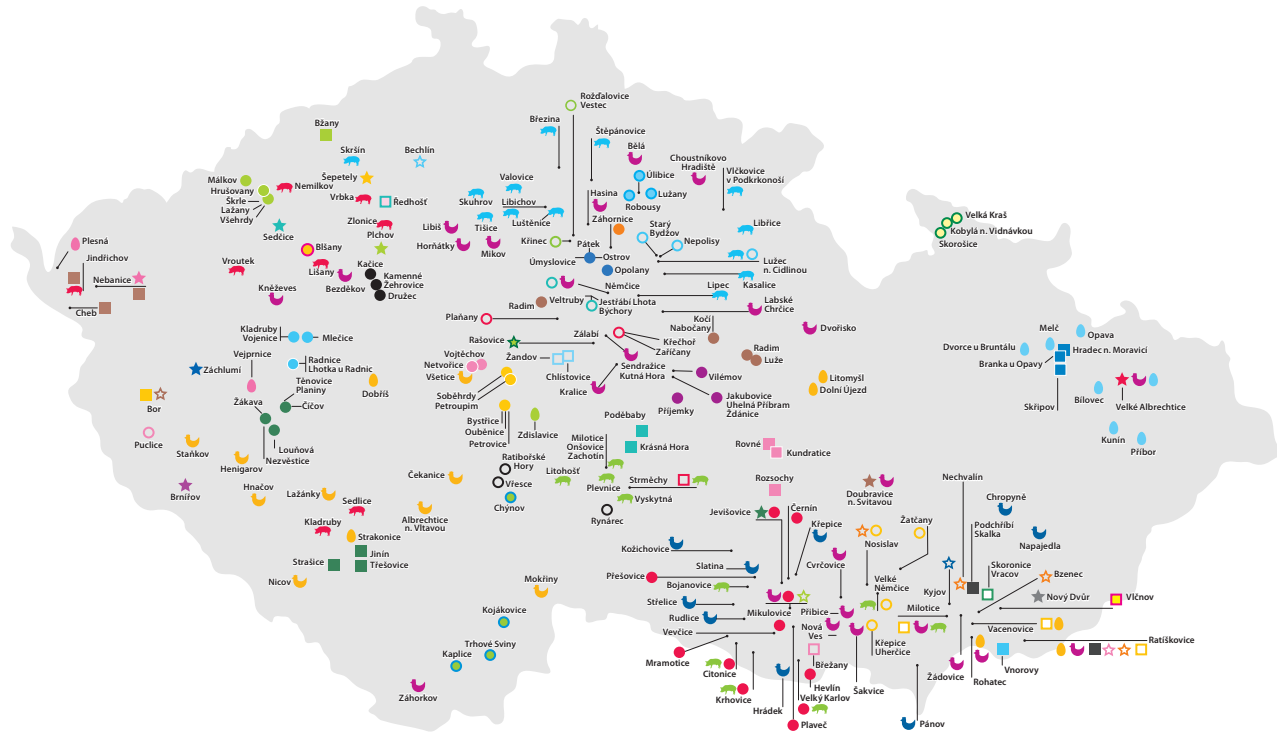 Rožďalovice
Vestec
Březina
Štěpánovice
Bžany
Bělá
Choustníkovo
Hradiště
Vlčkovice
v Podkrkonoší
Skršín
Bechlín
Šepetely
Valovice
Úlibice
Málkov
Hrušovany
Škrle
Lažany
Všehrdy
Nemilkov
Vrbka
Ředhošť
Skuhrov
Libichov
Hasina
Lužany
Robousy
Velká Kraš
Kobylá n. Vidnávkou
Skorošice
Sedčice
Zlonice
Plchov
Libiš
Tišice
Luštěnice
Záhornice
Starý
Bydžov
Libřice
Plesná
Jindřichov
Blšany
Horňátky
Mikov
Křinec
Pátek
Nepolisy
Úmyslovice
Ostrov
Opolany
Lužec
n. Cidlinou
Kasalice
Nebanice
Vroutek
Lišany
Kačice
Kamenné
Žehrovice
Družec
Bezděkov
Kněževes
Cheb
Němčice
Lipec
Radim
Veltruby
Jestřábí Lhota
Býchory
Labské
Chrčice
Kočí
Nabočany
Plaňany
Dvořisko
Kladruby
Vojenice
Mlečice
Rašovice
Zálabí
Křechoř
Zaříčany
Melč
Opava
Dvorce u Bruntálu
Hradec n. Moravicí
Branka u Opavy
Vejprnice
Radnice
Lhotka u Radnic
Vojtěchov
Netvořice
Žandov
Radim
Luže
Záchlumí
Těnovice
Planiny
Všetice
Chlístovice
Sendražice
Kutná Hora
Vilémov
Litomyšl
Dolní Újezd
Dobříš
Kralice
Bor
Žákava
Číčov
Soběhrdy
Petroupim
Příjemky
Jakubovice
Uhelná Příbram
Ždánice
Skřipov
Bílovec
Velké Albrechtice
Puclice
Bystřice
Ouběnice
Petrovice
Zdislavice
Poděbaby
Kunín
Příbor
Staňkov
Louňová
Nezvěstice
Milotice
Onšovice
Zachotín
Krásná Hora
Rovné
Kundratice
Henigarov
Ratibořské
Hory
Litohošť
Čekanice
Vřesce
Plevnice
Strměchy
Rozsochy
Brnířov
Hnačov
Lažánky
Sedlice
Chýnov
Vyskytná
Doubravice
n. Svitavou
Nechvalin
Chropyně
Kladruby
Albrechtice
n. Vltavou
Rynárec
Jevišovice
Černín
Křepice
Žatčany
Podchřibí
Skalka
Strakonice
Nosislav
Napajedla
Strašice
Jinín
Třešovice
Kožichovice
Cvrčovice
Skoronice
Vracov
Slatina
Bzenec
Nicov
Mokřiny
Přešovice
Bojanovice
Velké
Němčice
Kyjov
Nový Dvůr
Vlčnov
Kojákovice
Střelice
Mikulovice
Přibice
Milotice
Rudlice
Vevčice
Nová
Ves
Vacenovice
Ratíškovice
Trhové Sviny
Kaplice
Mramotice
Křepice
Uherčice
Citonice
Břežany
Žádovice
Rohatec
Vnorovy
Záhorkov
Krhovice
Hevlín
Velký Karlov
Šakvice
Hrádek
Plaveč
Pánov